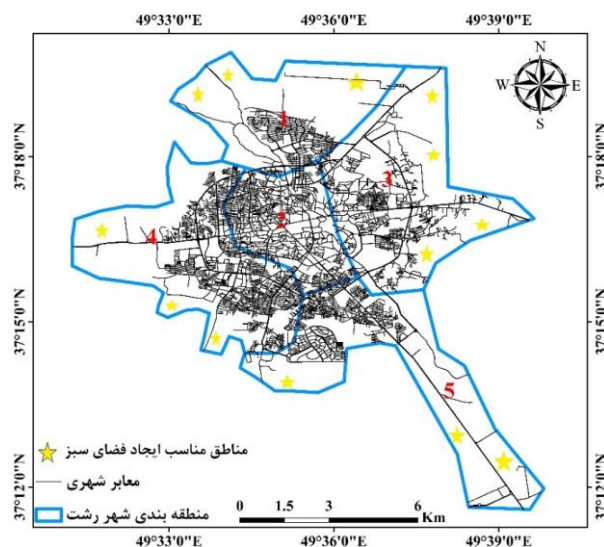 49°33'0"E 49°36'0"E 49°39'0"E
N
W E
S
37°18'0"N 37°18'0"N
1
3
2
4
37°15'0"N 37°15'0"N
5
مناطق مناسب ایجاد فضای سبز
معابر شهری
منطقه بندی شهر رشت
37°12'0"N 37°12'0"N
0 1.5 3 6
Km
49°33'0"E 49°36'0"E 49°39'0"E